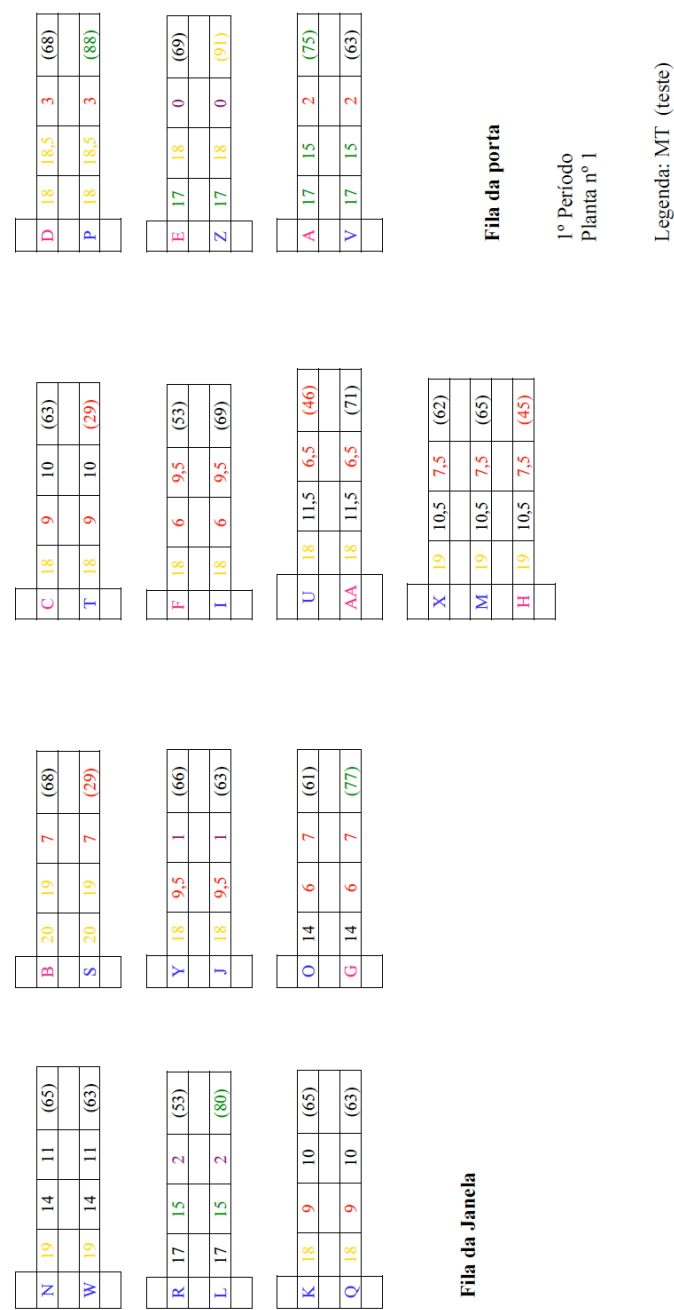 N 19 14 11 (65) B 20 19 7 (68) C 18 9 10 (63) D 18 18,5 3 (68)
W 19 14 11 (63) S 20 19 7 (29) T 18 9 10 (29) P 18 18,5 3 (88)
R 17 15 2 (53) Y 18 9,5 1 (66) F 18 6 9,5 (53) E 17 18 0 (69)
L 17 15 2 (80) J 18 9,5 1 (63) I 18 6 9,5 (69) Z 17 18 0 (91)
K 18 9 10 (65) O 14 6 7 (61) U 18 11,5 6,5 (46) A 17 15 2 (75)
Q 18 9 10 (63) G 14 6 7 (77) AA 18 11,5 6,5 (71) V 17 15 2 (63)
X 19 10,5 7,5 (62)
M 19 10,5 7,5 (65)
H 19 10,5 7,5 (45)
Fila da Janela
Fila da porta
1º Período
Planta nº 1
Legenda: MT (teste)